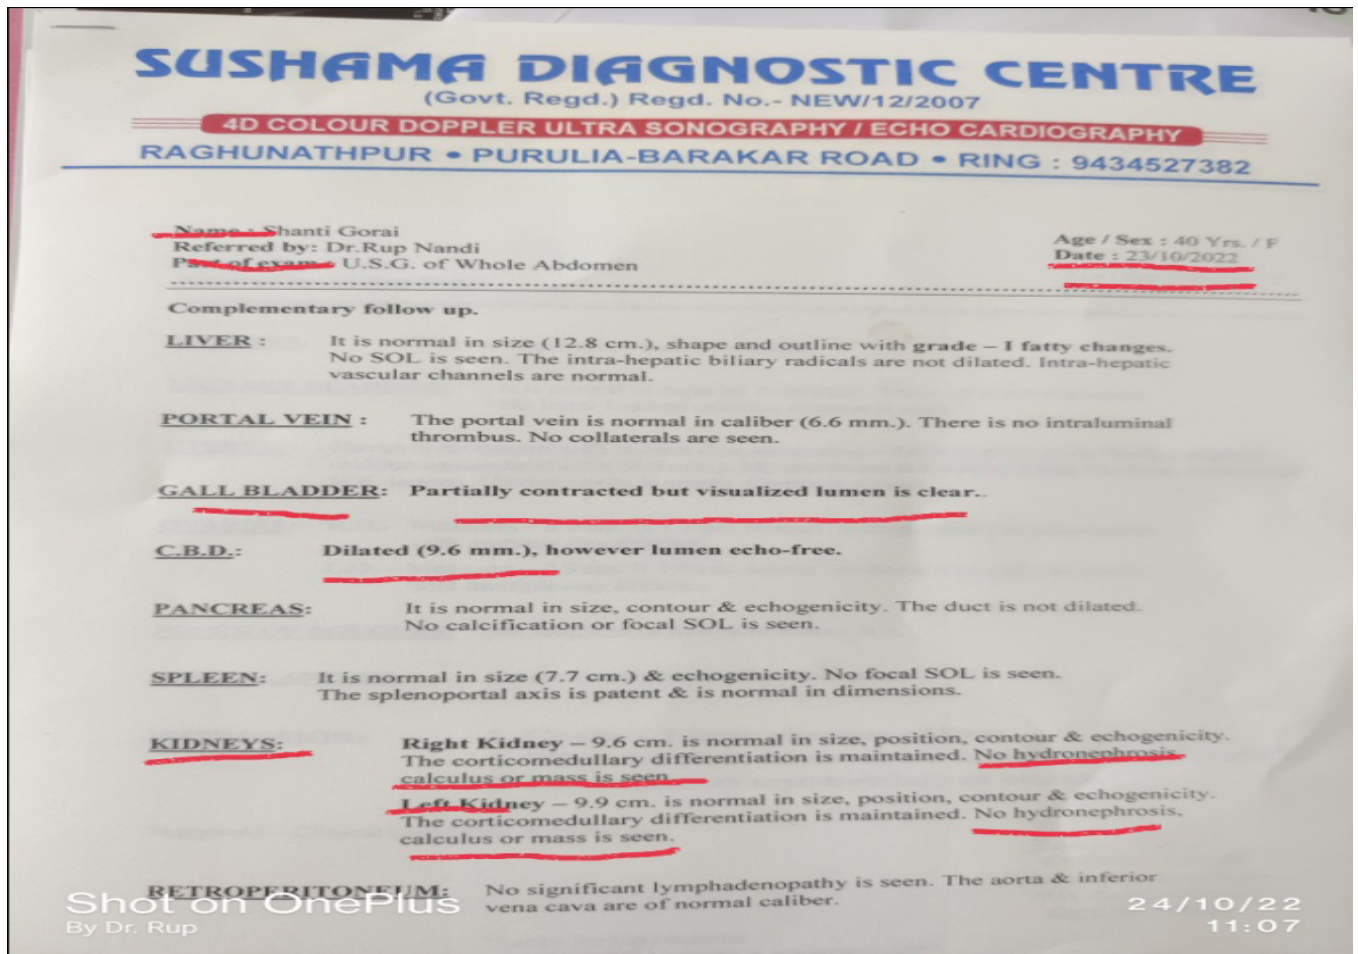 SUSHAMA DIAGNOSTIC CENTRE
(Govt. Regd.) Regd. No.- NEW/12/2007
4D COLOUR DOPPLER ULTRA SONOGRAPHY / ECHO CARDIOGRAPHY
RAGHUNATHPUR • PURULIA-BARAKAR ROAD • RING : 9434527382
Name : Shanti Gorai
Referred by: Dr.Rup Nandi
Part of exam : U.S.G. of Whole Abdomen
Age / Sex : 40 Yrs. / F
Date : 23/10/2022
Complementary follow up.
LIVER : It is normal in size (12.8 cm.), shape and outline with grade – I fatty changes.
No SOL is seen. The intra-hepatic biliary radicals are not dilated. Intra-hepatic
vascular channels are normal.
PORTAL VEIN : The portal vein is normal in caliber (6.6 mm.). There is no intraluminal
thrombus. No collaterals are seen.
GALL BLADDER: Partially contracted but visualized lumen is clear..
C.B.D.: Dilated (9.6 mm.), however lumen echo-free.
PANCREAS: It is normal in size, contour & echogenicity. The duct is not dilated.
No calcification or focal SOL is seen.
SPLEEN: It is normal in size (7.7 cm.) & echogenicity. No focal SOL is seen.
The splenoportal axis is patent & is normal in dimensions.
KIDNEYS: Right Kidney – 9.6 cm. is normal in size, position, contour & echogenicity.
The corticomedullary differentiation is maintained. No hydronephrosis,
calculus or mass is seen.
Left Kidney – 9.9 cm. is normal in size, position, contour & echogenicity.
The corticomedullary differentiation is maintained. No hydronephrosis,
calculus or mass is seen.
RETROPERITONEUM: No significant lymphadenopathy is seen. The aorta & inferior
vena cava are of normal caliber.
Shot on OnePlus
By Dr. Rup
24/10/22
11:07